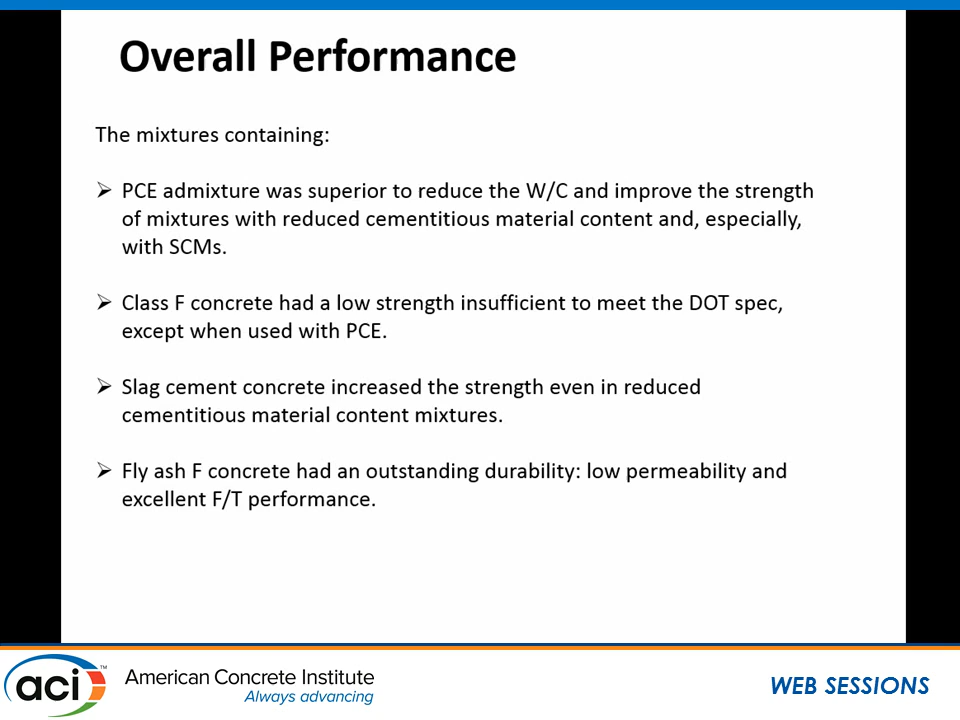 Overall Performance
The mixtures containing:
➢ PCE admixture was superior to reduce the W/C and improve the strength
of mixtures with reduced cementitious material content and, especially,
with SCMs.
➢ Class F concrete had a low strength insufficient to meet the DOT spec,
except when used with PCE.
➢ Slag cement concrete increased the strength even in reduced
cementitious material content mixtures.
➢ Fly ash F concrete had an outstanding durability: low permeability and
excellent F/T performance.
aci™
American Concrete Institute
Always advancing
WEB SESSIONS